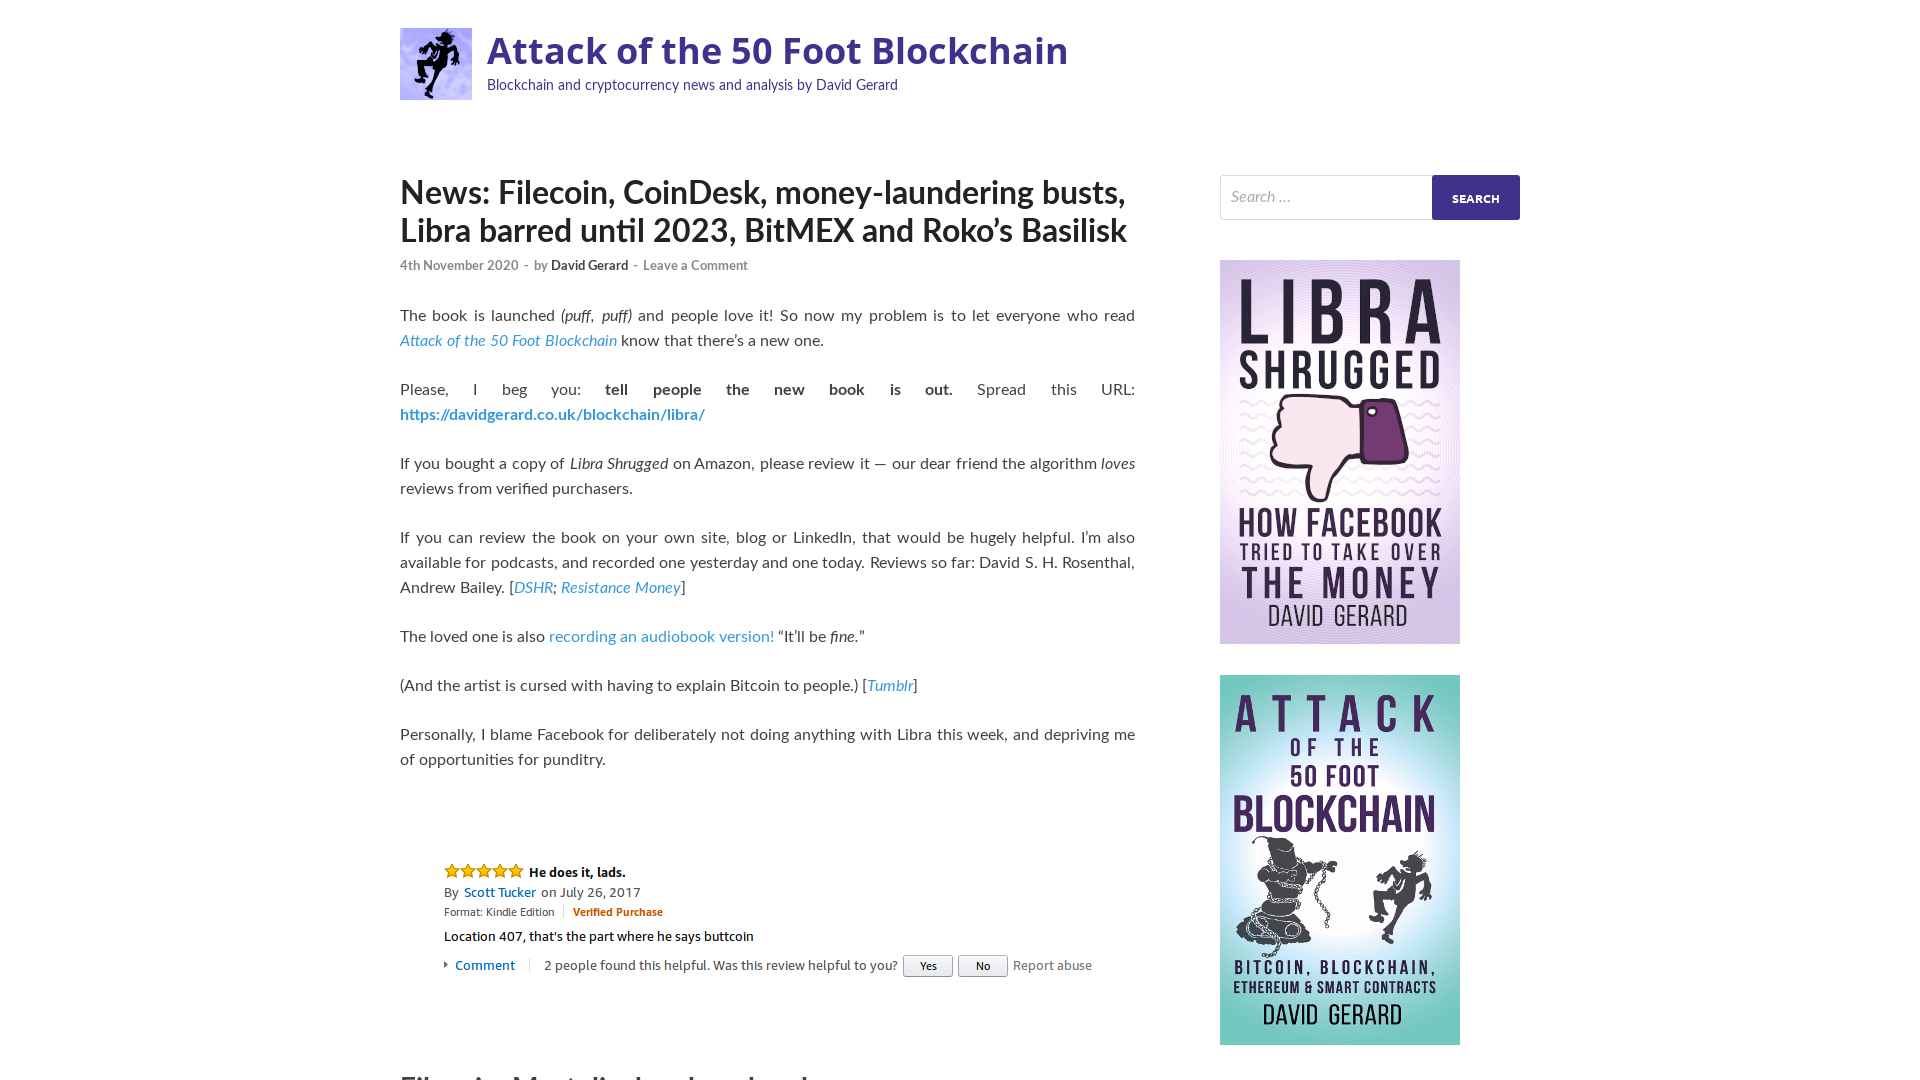 Attack of the 50 Foot Blockchain
Blockchain and cryptocurrency news and analysis by David Gerard
News: Filecoin, CoinDesk, money-laundering busts,
Libra barred until 2023, BitMEX and Roko’s Basilisk
4th November 2020 - by David Gerard - Leave a Comment
The book is launched (puff, puff) and people love it! So now my problem is to let everyone who read
Attack of the 50 Foot Blockchain know that there’s a new one.
Please, I beg you: tell people the new book is out. Spread this URL:
https://davidgerard.co.uk/blockchain/libra/
If you bought a copy of Libra Shrugged on Amazon, please review it — our dear friend the algorithm loves
reviews from verified purchasers.
If you can review the book on your own site, blog or LinkedIn, that would be hugely helpful. I’m also
available for podcasts, and recorded one yesterday and one today. Reviews so far: David S. H. Rosenthal,
Andrew Bailey. [DSHR; Resistance Money]
The loved one is also recording an audiobook version! “It’ll be fine.”
(And the artist is cursed with having to explain Bitcoin to people.) [Tumblr]
Personally, I blame Facebook for deliberately not doing anything with Libra this week, and depriving me
of opportunities for punditry.
He does it, lads.
By Scott Tucker on July 26, 2017
Format: Kindle Edition Verified Purchase
Location 407, that's the part where he says buttcoin
Comment 2 people found this helpful. Was this review helpful to you? Yes No Report abuse
Search …
SEARCH
LIBRA
SHRUGGED
HOW FACEBOOK
TRIED TO TAKE OVER
THE MONEY
DAVID GERARD
ATTACK
OF THE
50 FOOT
BLOCKCHAIN
BITCOIN, BLOCKCHAIN,
ETHEREUM & SMART CONTRACTS
DAVID GERARD